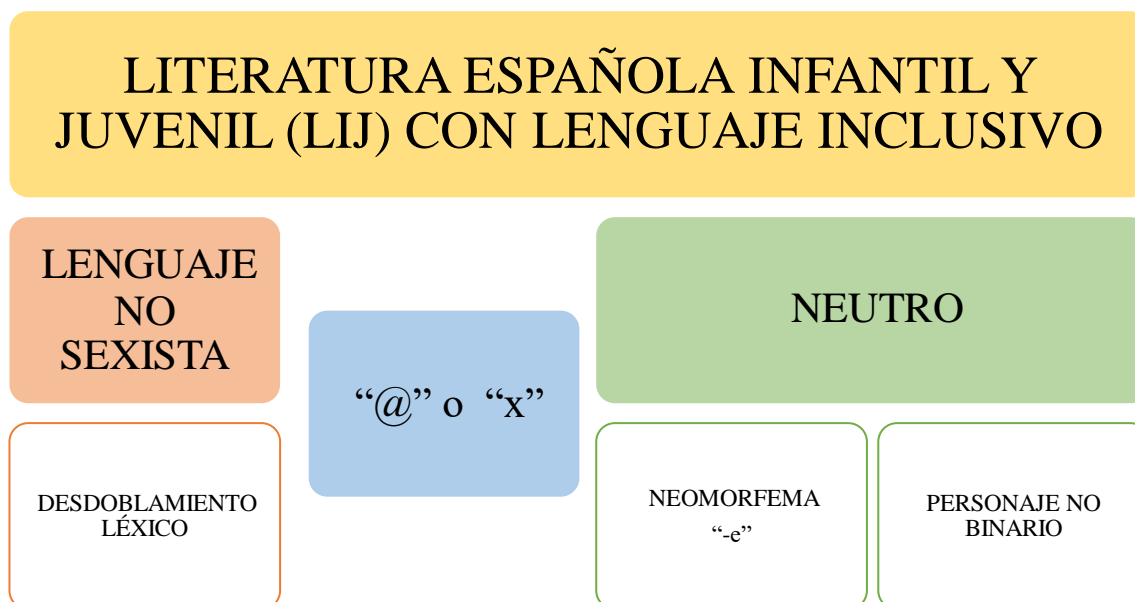 LITERATURA ESPAÑOLA INFANTIL Y
JUVENIL (LIJ) CON LENGUAJE INCLUSIVO
LENGUAJE
NO
SEXISTA
“@” o “x”
NEUTRO
DESDOBLAMIENTO
LÉXICO
NEOMORFEMA
“-e”
PERSONAJE NO
BINARIO